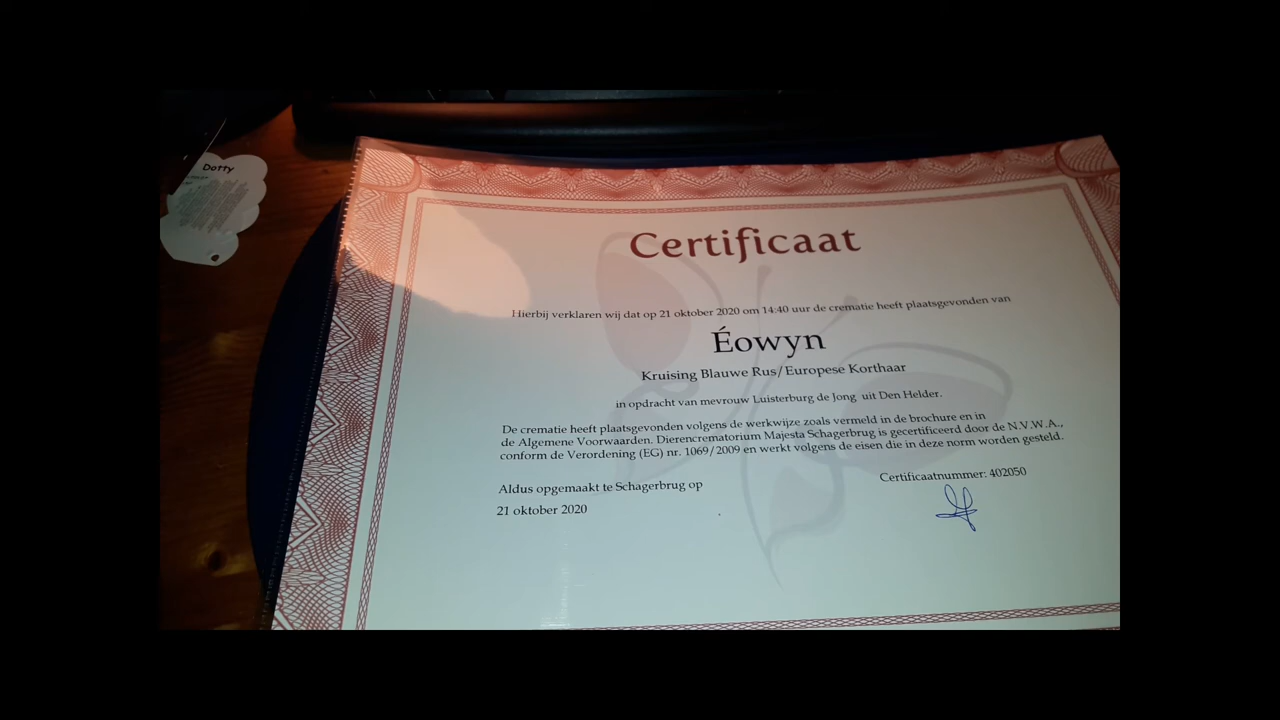 Dotty
Certificaat
Hierbij verklaren wij dat op 21 oktober 2020 om 14:40 uur de crematie heeft plaatsgevonden van
Éowyn
Kruising Blauwe Rus/Europese Korthaar
in opdracht van mevrouw Luisterburg de Jong uit Den Helder.
De crematie heeft plaatsgevonden volgens de werkwijze zoals vermeld in de brochure en in
de Algemene Voorwaarden. Dierencrematorium Majesta Schagerbrug is gecertificeerd door de N.V.W.A.,
conform de Verordening (EG) nr. 1069/2009 en werkt volgens de eisen die in deze norm worden gesteld.
Aldus opgemaakt te Schagerbrug op
21 oktober 2020
Certificaatnummer: 402050